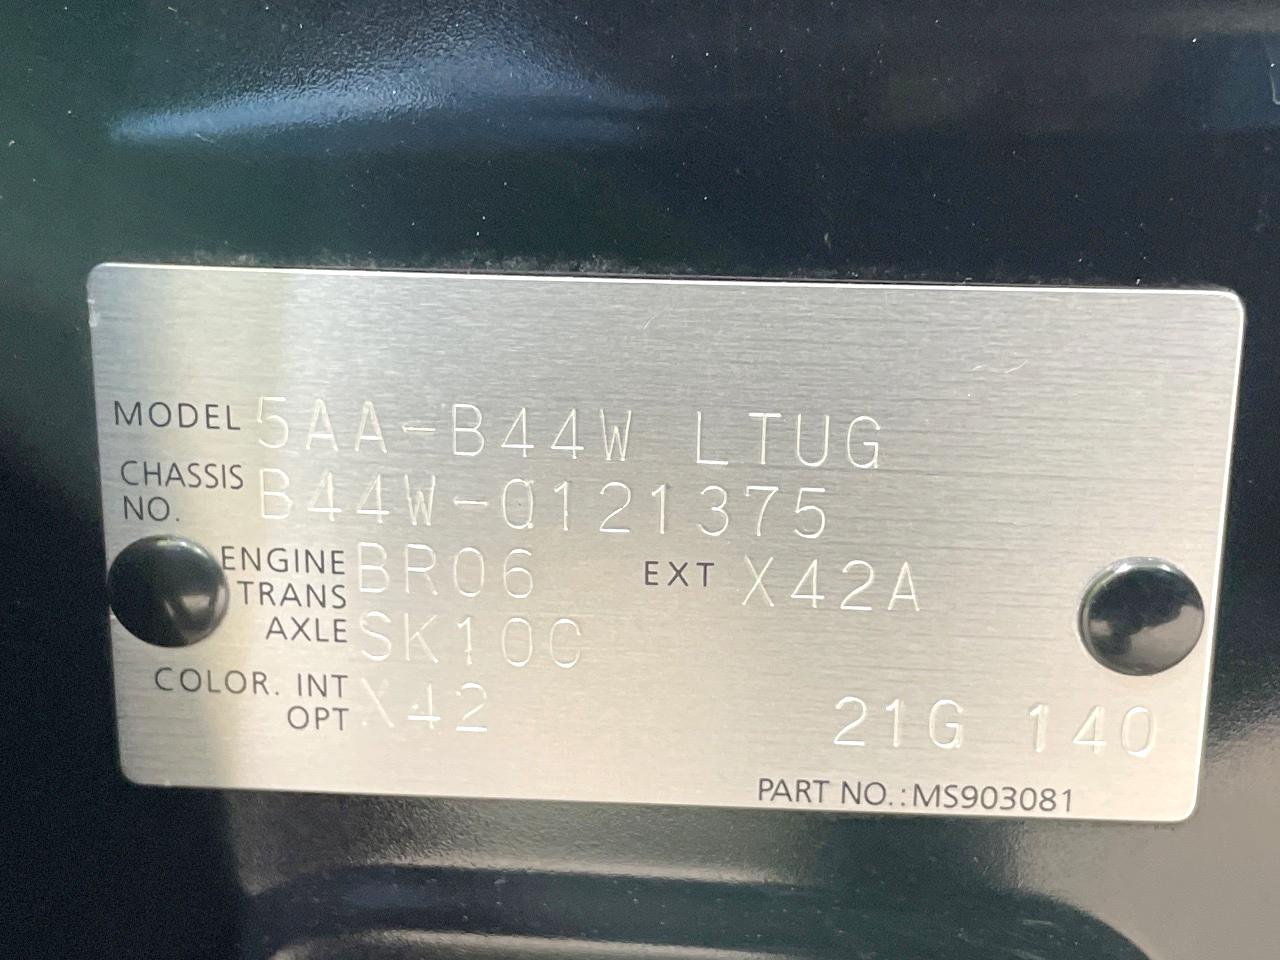 MODEL 5AA-B44W LTUG
CHASSIS NO. B44W-0121375
ENGINE BR06 EXT X42A
TRANS AXLE SK10C
COLOR. INT OPT X42 21G 140
PART NO.:MS903081